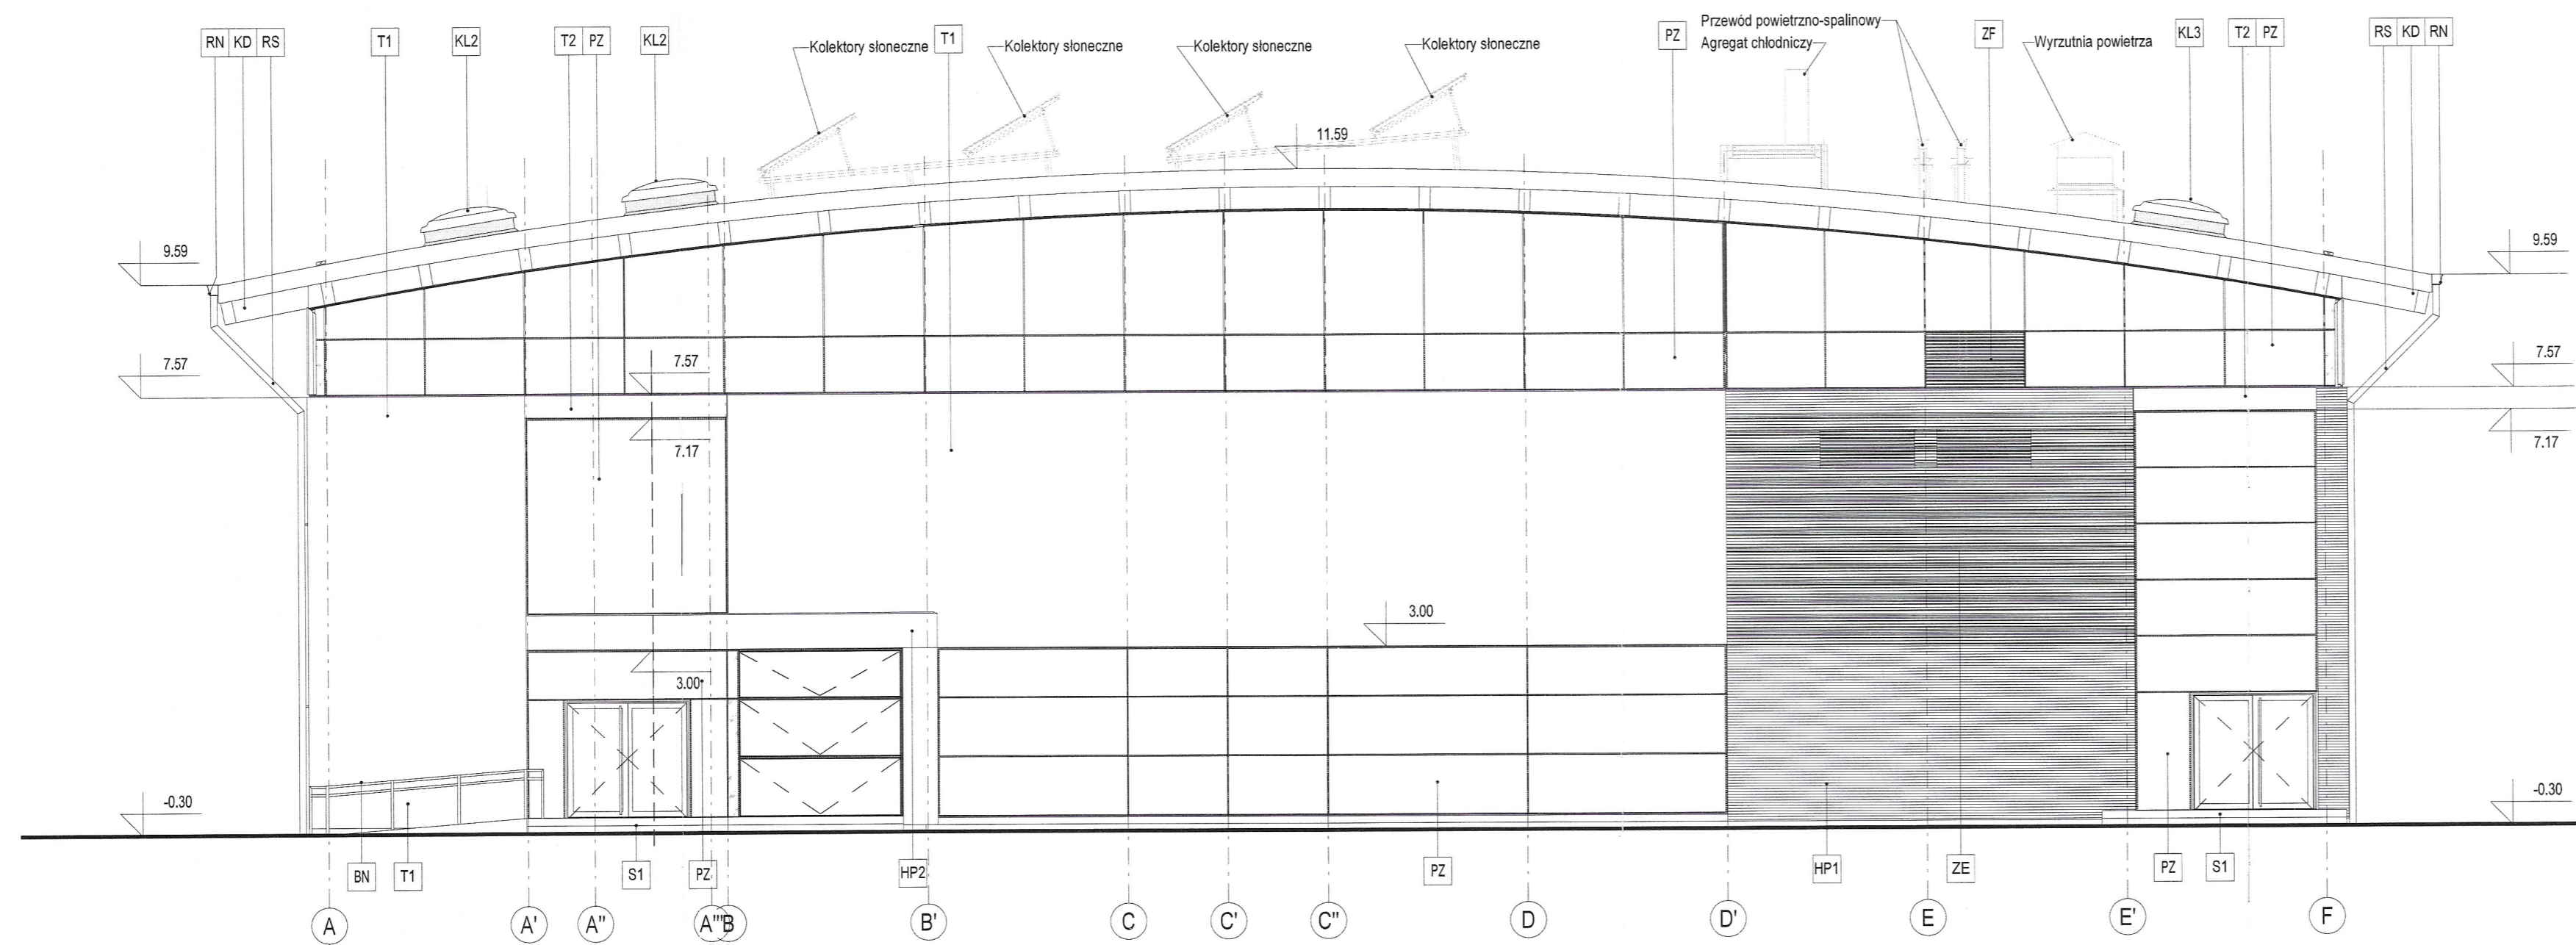 RN KD RS
T1
KL2
T2 PZ
KL2
Kolektory słoneczne
T1
Kolektory słoneczne
Kolektory słoneczne
Kolektory słoneczne
PZ
Przewód powietrzno-spalinowy
Agregat chłodniczy
ZF
Wyrzutnia powietrza
KL3
T2 PZ
RS KD RN
11.59
9.59
9.59
7.57
7.57
7.57
7.17
7.17
3.00
3.00
-0.30
-0.30
BN
T1
S1
PZ
HP2
PZ
HP1
ZE
PZ
S1
A
A'
A''
A'''
B
B'
C
C'
C''
D
D'
E
E'
F